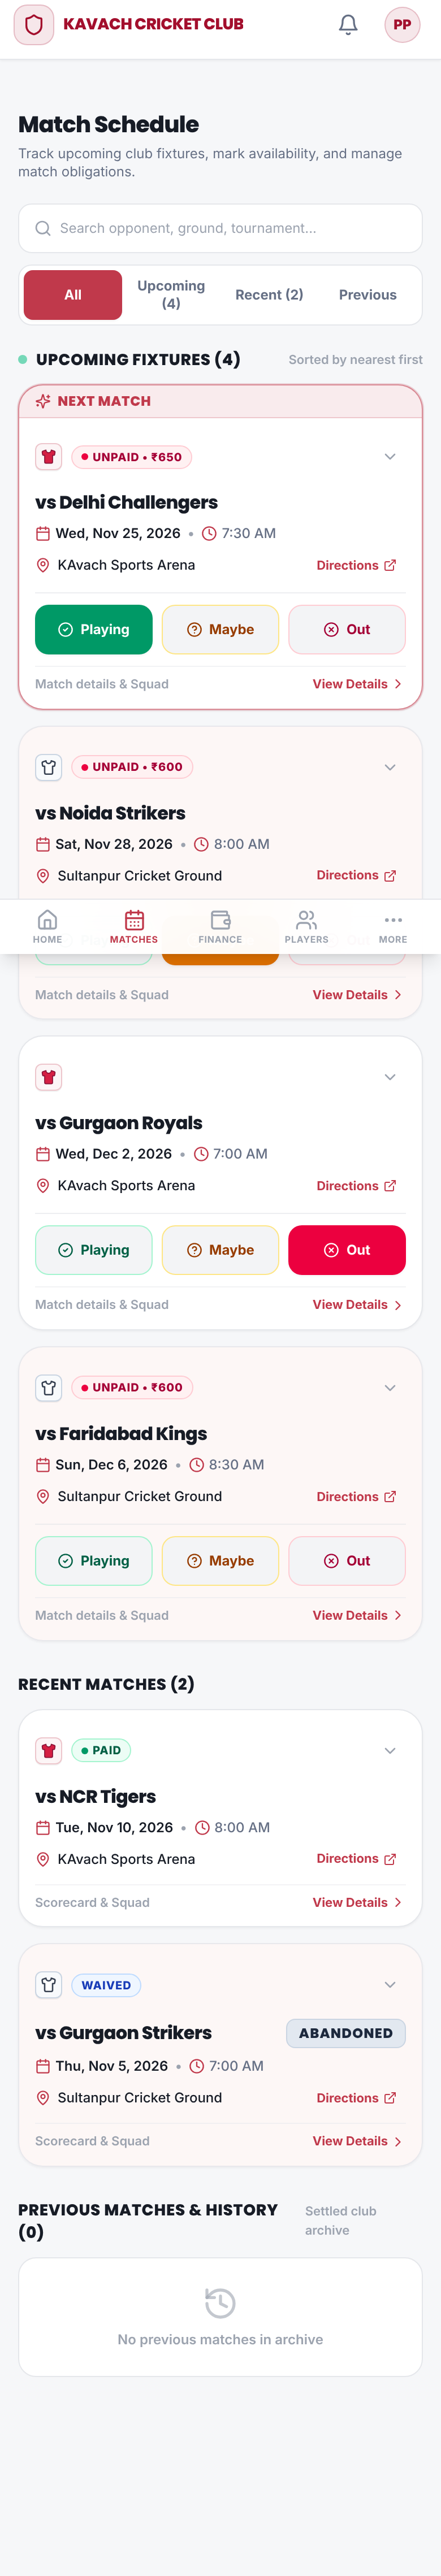 KAVACH CRICKET CLUB
PP
Match Schedule
Track upcoming club fixtures, mark availability, and manage
match obligations.
Search opponent, ground, tournament...
All
Upcoming
(4)
Recent (2)
Previous
UPCOMING FIXTURES (4)
Sorted by nearest first
NEXT MATCH
UNPAID • ₹650
vs Delhi Challengers
Wed, Nov 25, 2026 • 7:30 AM
KAvach Sports Arena
Directions
Playing
Maybe
Out
Match details & Squad
View Details
UNPAID • ₹600
vs Noida Strikers
Sat, Nov 28, 2026 • 8:00 AM
Sultanpur Cricket Ground
Directions
HOME
MATCHES
FINANCE
PLAYERS
MORE
Match details & Squad
View Details
vs Gurgaon Royals
Wed, Dec 2, 2026 • 7:00 AM
KAvach Sports Arena
Directions
Playing
Maybe
Out
Match details & Squad
View Details
UNPAID • ₹600
vs Faridabad Kings
Sun, Dec 6, 2026 • 8:30 AM
Sultanpur Cricket Ground
Directions
Playing
Maybe
Out
Match details & Squad
View Details
RECENT MATCHES (2)
PAID
vs NCR Tigers
Tue, Nov 10, 2026 • 8:00 AM
KAvach Sports Arena
Directions
Scorecard & Squad
View Details
WAIVED
vs Gurgaon Strikers
ABANDONED
Thu, Nov 5, 2026 • 7:00 AM
Sultanpur Cricket Ground
Directions
Scorecard & Squad
View Details
PREVIOUS MATCHES & HISTORY
(0)
Settled club
archive
No previous matches in archive